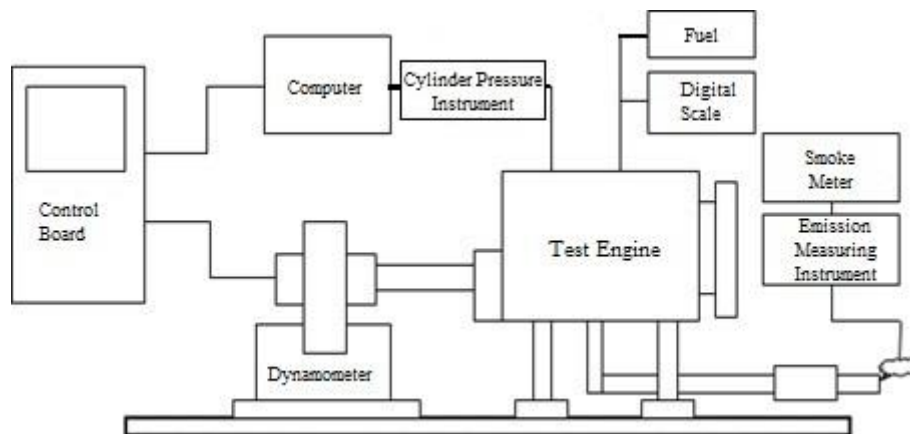 Fuel
Computer
Cylinder Pressure
Instrument
Digital
Scale
Smoke
Meter
Control
Board
Test Engine
Emission
Measuring
Instrument
Dynamometer